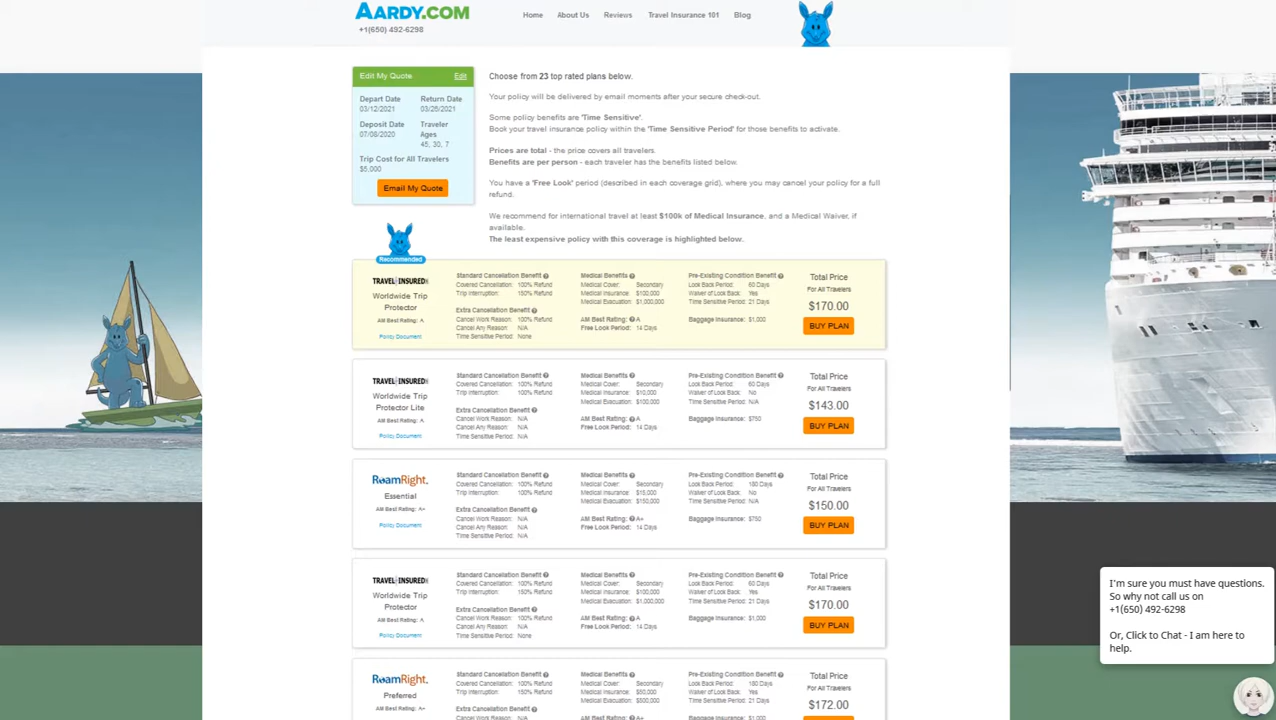 AARDY.COM
+1(650) 492-6298
Home About Us Reviews Travel Insurance 101 Blog
Edit My Quote Edit
Depart Date Return Date
03/12/2021 03/26/2021
Deposit Date Traveler
07/08/2020 Ages
45, 30, 7
Trip Cost for All Travelers
$5,000
Email My Quote
Choose from 23 top rated plans below.
Your policy will be delivered by email moments after your secure check-out.
Some policy benefits are 'Time Sensitive'.
Book your travel insurance policy within the 'Time Sensitive Period' for those benefits to activate.
Prices are total - the price covers all travelers.
Benefits are per person - each traveler has the benefits listed below.
You have a 'Free Look' period (described in each coverage grid), where you may cancel your policy for a full
refund.
We recommend for international travel at least $100k of Medical Insurance, and a Medical Waiver, if
available.
The least expensive policy with this coverage is highlighted below.
Recommended
TRAVEL INSURED
Worldwide Trip
Protector
AM Best Rating: A
Policy Document
Standard Cancellation Benefit
Covered Cancellation: 100% Refund
Trip Interruption: 150% Refund
Extra Cancellation Benefit
Cancel Work Reason: 100% Refund
Cancel Any Reason: N/A
Time Sensitive Period: None
Medical Benefits
Medical Cover: Secondary
Medical Insurance: $100,000
Medical Evacuation: $1,000,000
AM Best Rating: A
Free Look Period: 14 Days
Pre-Existing Condition Benefit
Look Back Period: 60 Days
Waiver of Look Back: Yes
Time Sensitive Period: 21 Days
Baggage Insurance: $1,000
Total Price
For All Travelers
$170.00
BUY PLAN
TRAVEL INSURED
Worldwide Trip
Protector Lite
AM Best Rating: A
Policy Document
Standard Cancellation Benefit
Covered Cancellation: 100% Refund
Trip Interruption: 100% Refund
Extra Cancellation Benefit
Cancel Work Reason: N/A
Cancel Any Reason: N/A
Time Sensitive Period: N/A
Medical Benefits
Medical Cover: Secondary
Medical Insurance: $10,000
Medical Evacuation: $100,000
AM Best Rating: A
Free Look Period: 14 Days
Pre-Existing Condition Benefit
Look Back Period: 60 Days
Waiver of Look Back: No
Time Sensitive Period: N/A
Baggage Insurance: $750
Total Price
For All Travelers
$143.00
BUY PLAN
RoamRight.
Essential
AM Best Rating: A+
Policy Document
Standard Cancellation Benefit
Covered Cancellation: 100% Refund
Trip Interruption: 100% Refund
Extra Cancellation Benefit
Cancel Work Reason: N/A
Cancel Any Reason: N/A
Time Sensitive Period: N/A
Medical Benefits
Medical Cover: Secondary
Medical Insurance: $15,000
Medical Evacuation: $150,000
AM Best Rating: A+
Free Look Period: 14 Days
Pre-Existing Condition Benefit
Look Back Period: 180 Days
Waiver of Look Back: No
Time Sensitive Period: N/A
Baggage Insurance: $750
Total Price
For All Travelers
$150.00
BUY PLAN
TRAVEL INSURED
Worldwide Trip
Protector
AM Best Rating: A
Policy Document
Standard Cancellation Benefit
Covered Cancellation: 100% Refund
Trip Interruption: 150% Refund
Extra Cancellation Benefit
Cancel Work Reason: 100% Refund
Cancel Any Reason: N/A
Time Sensitive Period: None
Medical Benefits
Medical Cover: Secondary
Medical Insurance: $100,000
Medical Evacuation: $1,000,000
AM Best Rating: A
Free Look Period: 14 Days
Pre-Existing Condition Benefit
Look Back Period: 60 Days
Waiver of Look Back: Yes
Time Sensitive Period: 21 Days
Baggage Insurance: $1,000
Total Price
For All Travelers
$170.00
BUY PLAN
RoamRight.
Preferred
AM Best Rating: A+
Standard Cancellation Benefit
Covered Cancellation: 100% Refund
Trip Interruption: 150% Refund
Extra Cancellation Benefit
Medical Benefits
Medical Cover: Secondary
Medical Insurance: $50,000
Medical Evacuation: $500,000
AM Best Rating: A+
Pre-Existing Condition Benefit
Look Back Period: 180 Days
Waiver of Look Back: Yes
Time Sensitive Period: 21 Days
Baggage Insurance: $1,000
Total Price
For All Travelers
$172.00
I'm sure you must have questions.
So why not call us on
+1(650) 492-6298
Or, Click to Chat - I am here to
help.